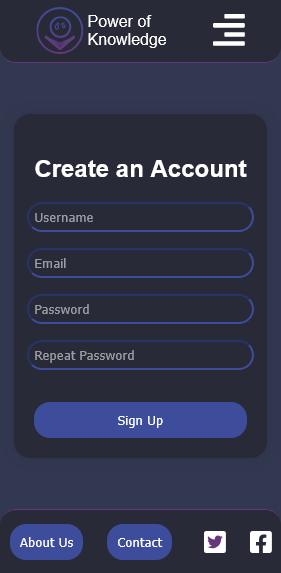 Power of
Knowledge
Create an Account
Username
Email
Password
Repeat Password
Sign Up
About Us
Contact